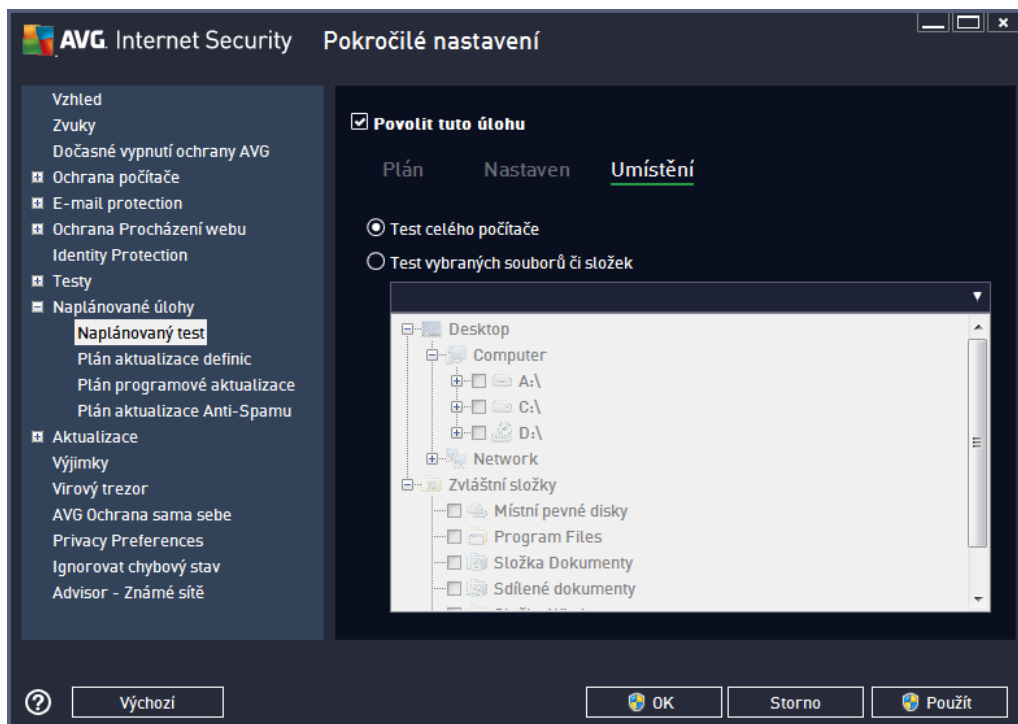 AVG. Internet Security Pokročilé nastavení
Vzhled
Zvuky
Dočasné vypnutí ochrany AVG
Ochrana počítače
E-mail protection
Ochrana Procházení webu
Identity Protection
Testy
Naplánované úlohy
Naplánovaný test
Plán aktualizace definic
Plán programové aktualizace
Plán aktualizace Anti-Spamu
Aktualizace
Výjimky
Virový trezor
AVG Ochrana sama sebe
Privacy Preferences
Ignorovat chybový stav
Advisor - Známé sítě
Povolit tuto úlohu
Plán Nastaven Umístění
Test celého počítače
Test vybraných souborů či složek
Desktop
Computer
A:\
C:\
D:\
Network
Zvláštní složky
Místní pevné disky
Program Files
Složka Dokumenty
Sdílené dokumenty
Výchozí OK Storno Použít